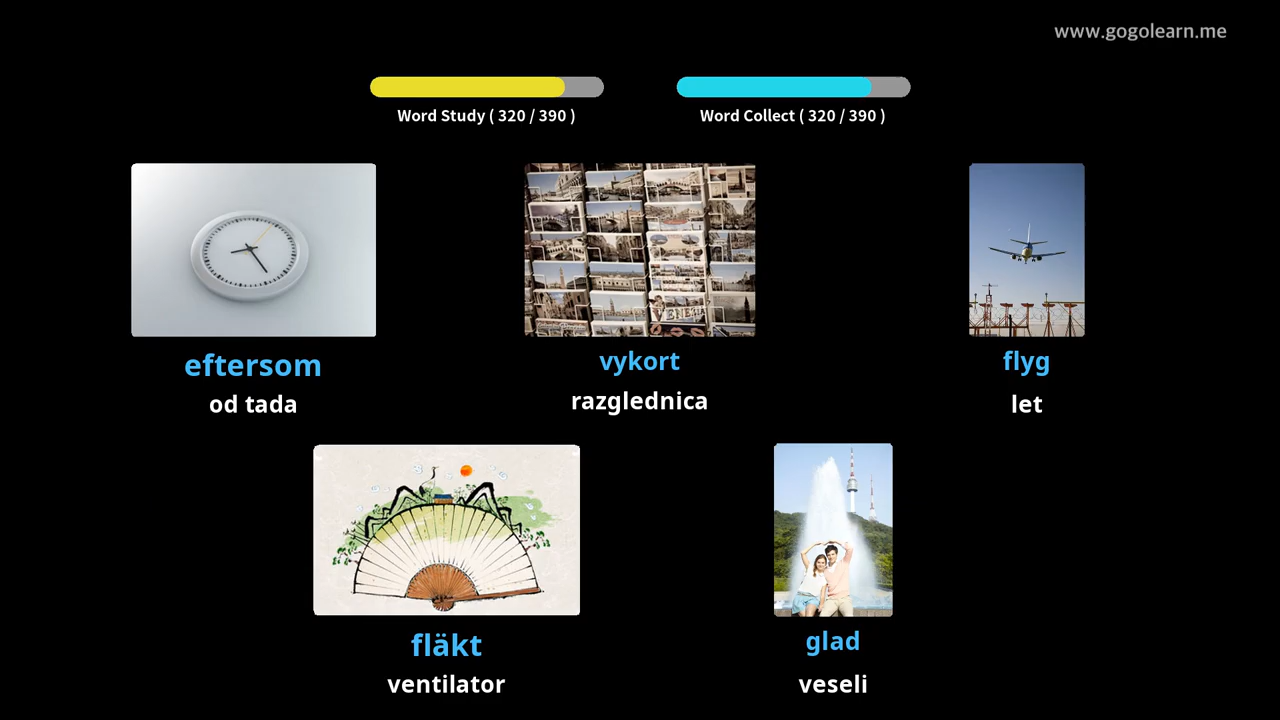 www.gogolearn.me
Word Study ( 320 / 390 )
Word Collect ( 320 / 390 )
eftersom
od tada
vykort
razglednica
flyg
let
fläkt
ventilator
glad
veseli